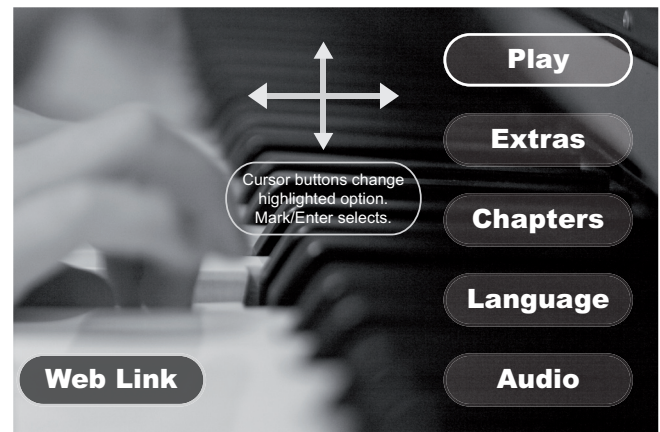 Play
Extras
Cursor buttons change
highlighted option.
Mark/Enter selects.
Chapters
Language
Web Link
Audio